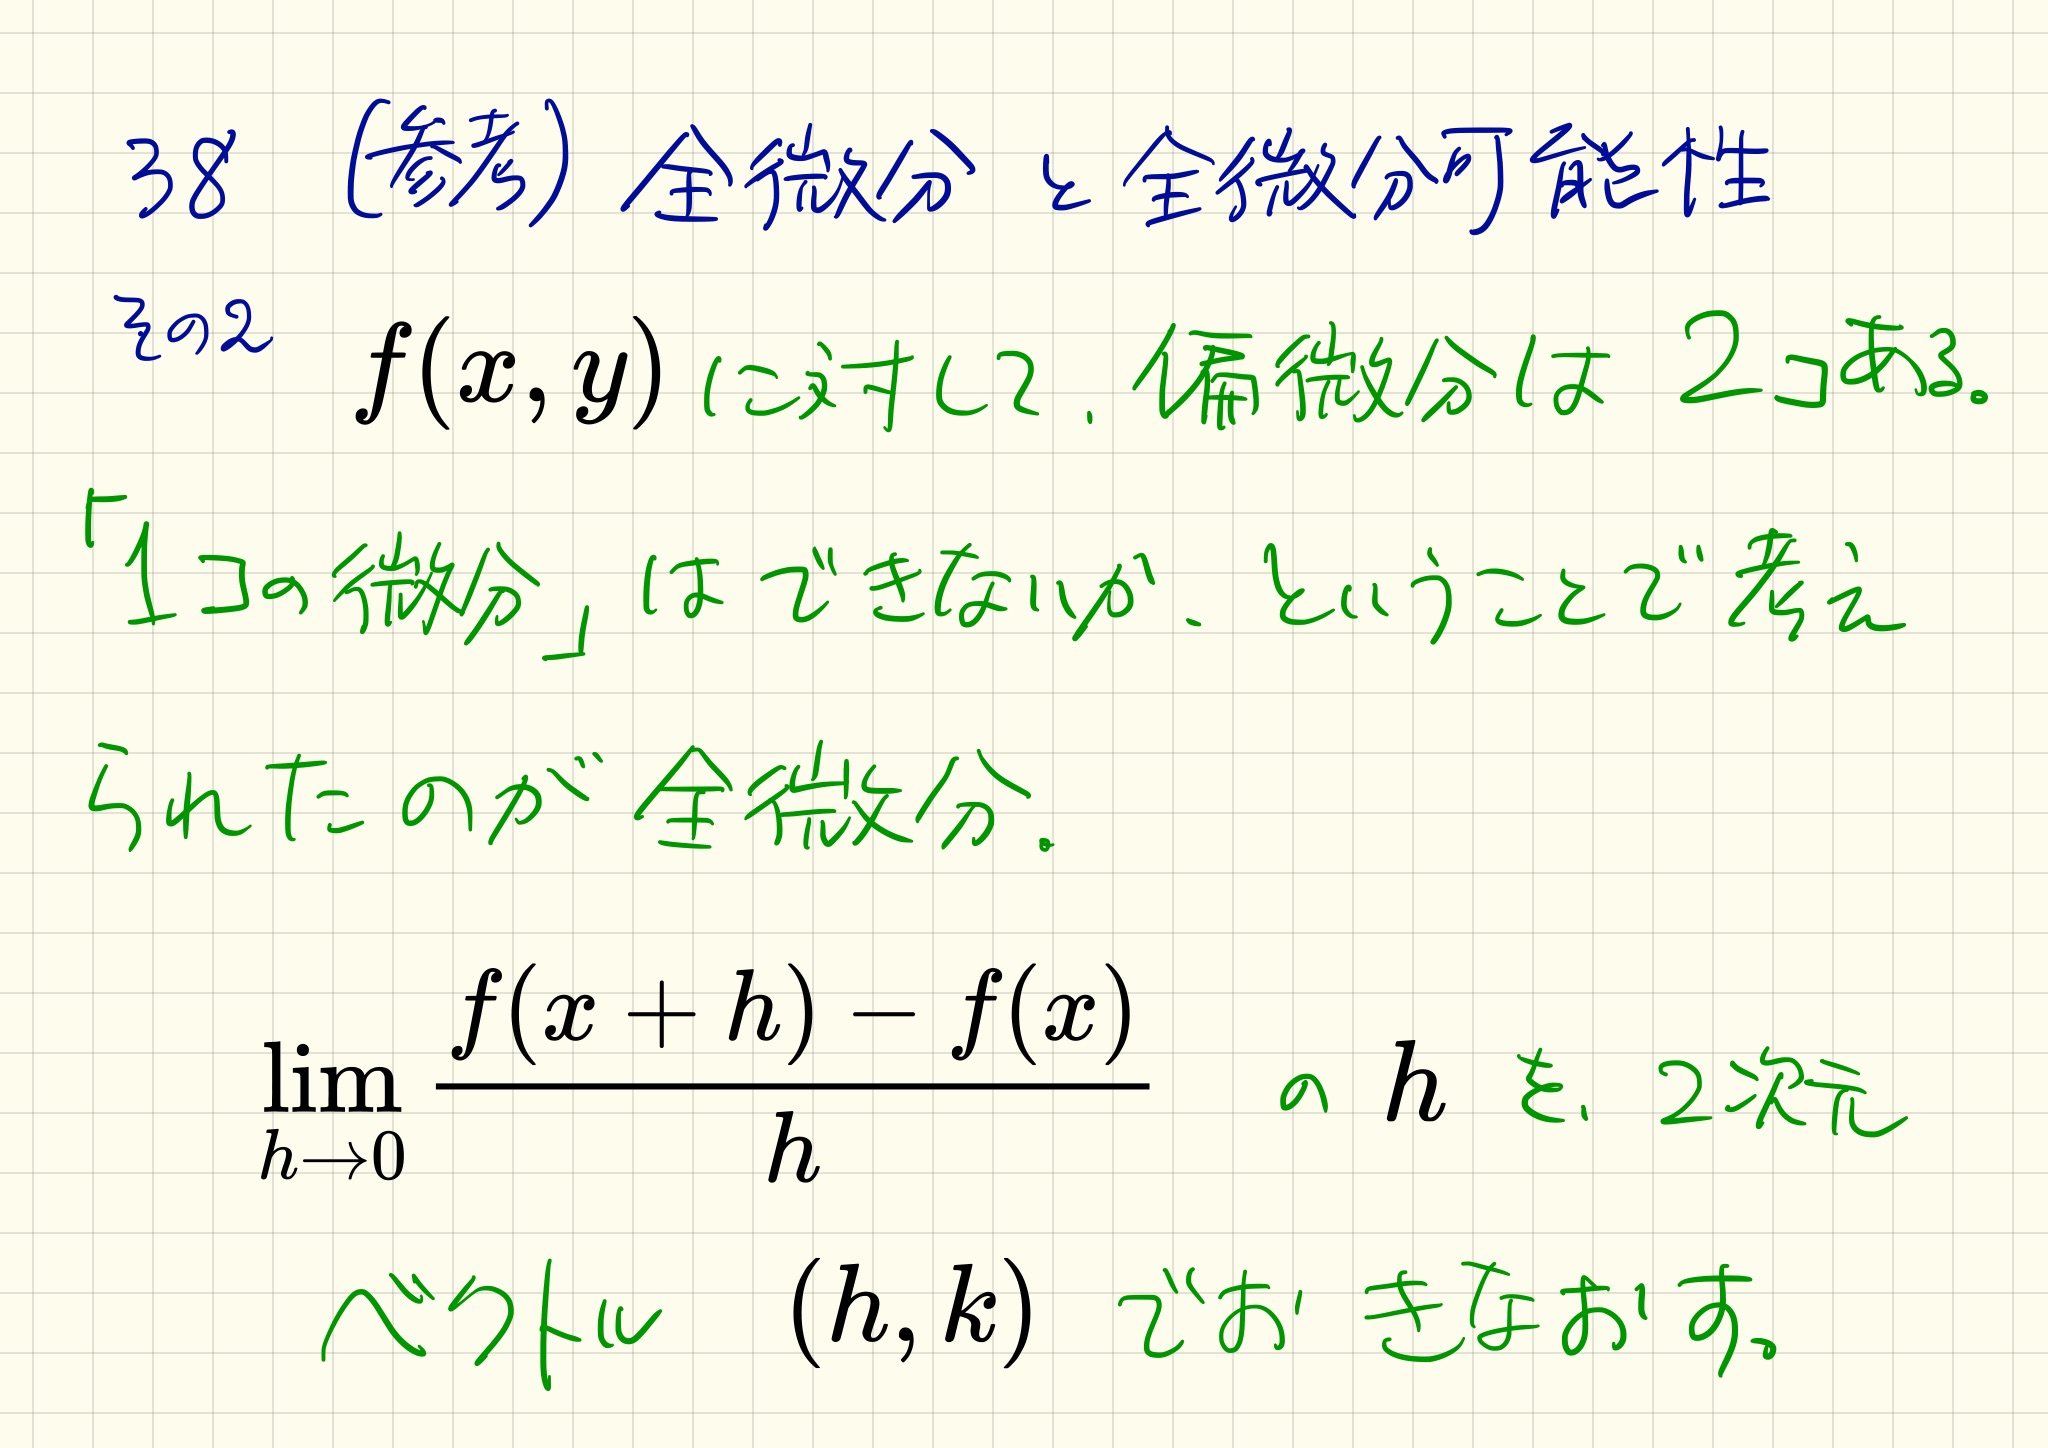 38 (参考) 全微分と全微分可能性
その2 f(x, y) に対して、偏微分は2コある。
「1コの微分」はできないか、ということで考え
られたのが全微分。
lim_{h→0} \frac{f(x + h) − f(x)}{h} の h を、2次元
ベクトル (h, k) でおきなおす。